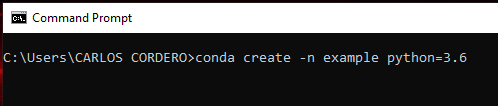 Command Prompt
C:\Users\CARLOS CORDERO>conda create -n example python=3.6